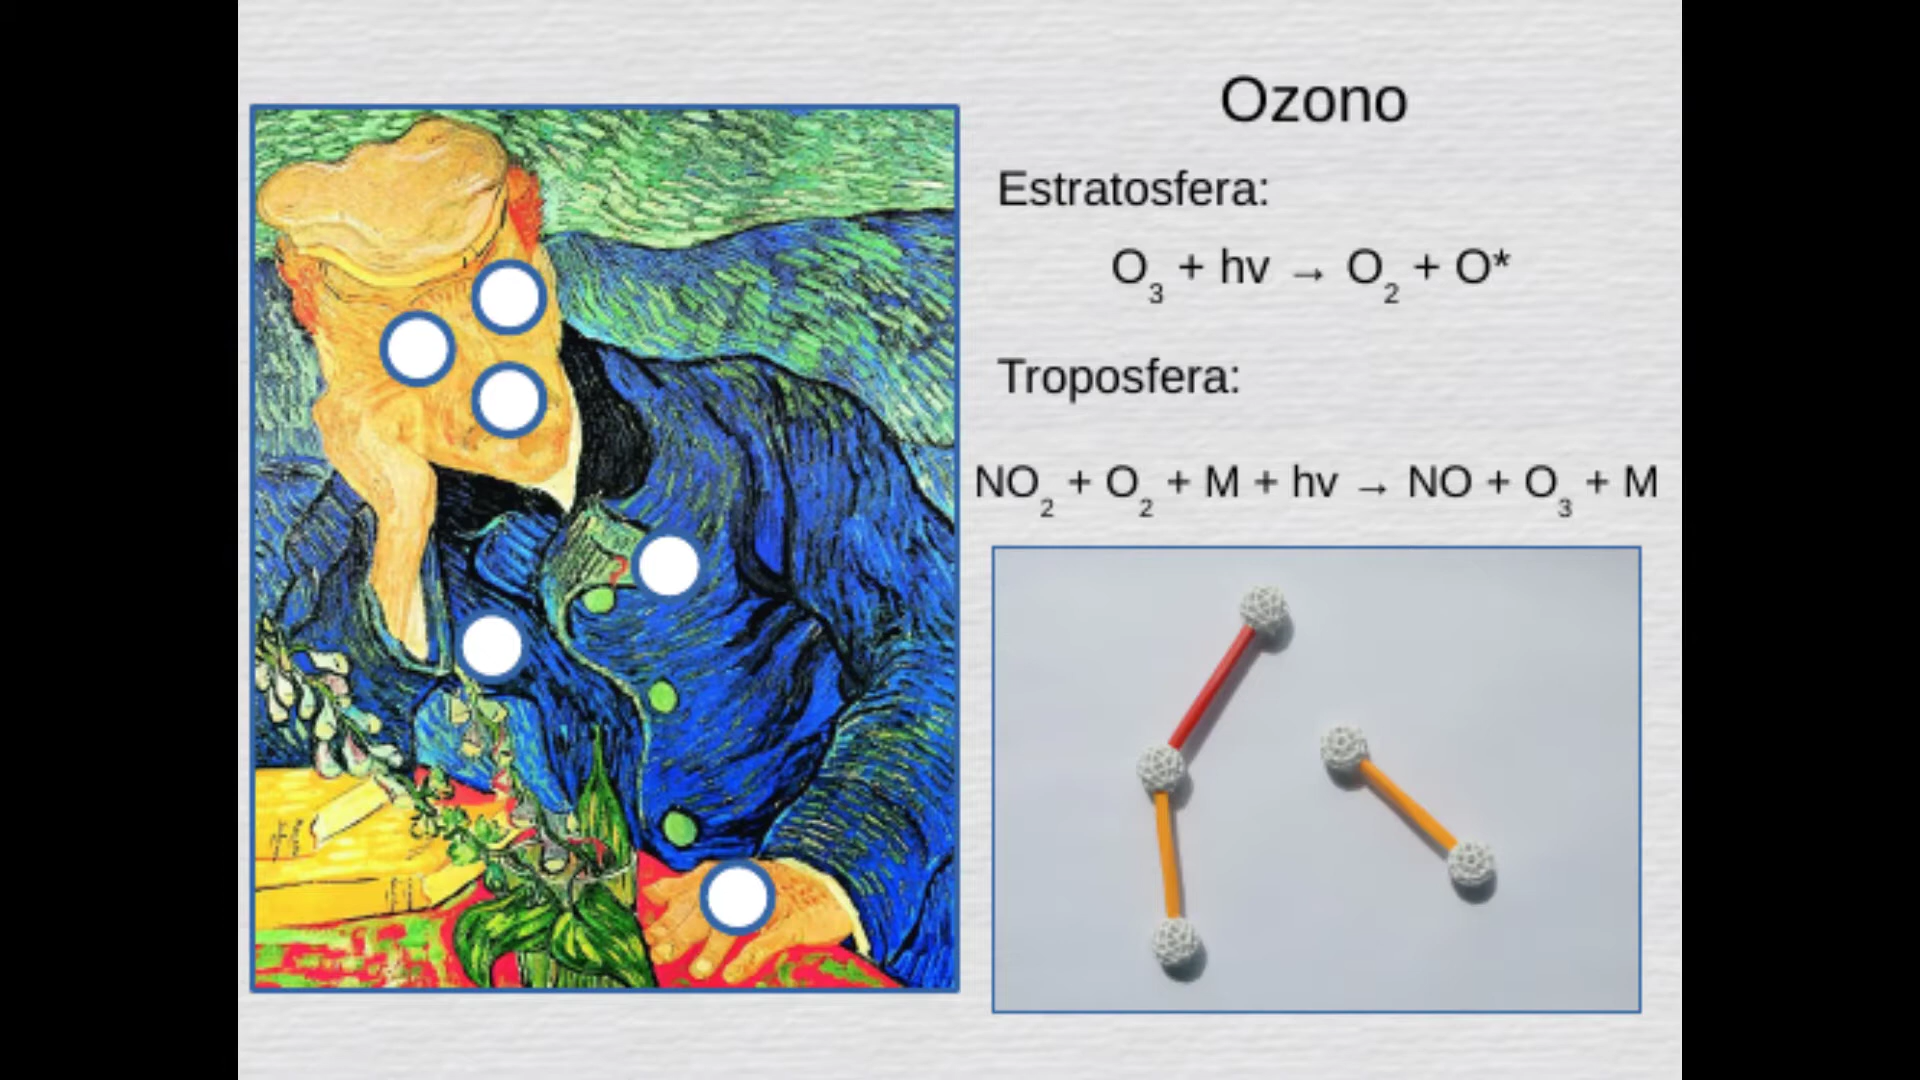 Ozono
Estratosfera:
O₃ + hv → O₂ + O*
Troposfera:
NO₂ + O₂ + M + hv → NO + O₃ + M